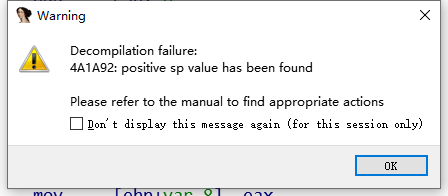 Warning
Decompilation failure:
4A1A92: positive sp value has been found
Please refer to the manual to find appropriate actions
Don't display this message again (for this session only)
OK
mov [ebp+var_8], eax